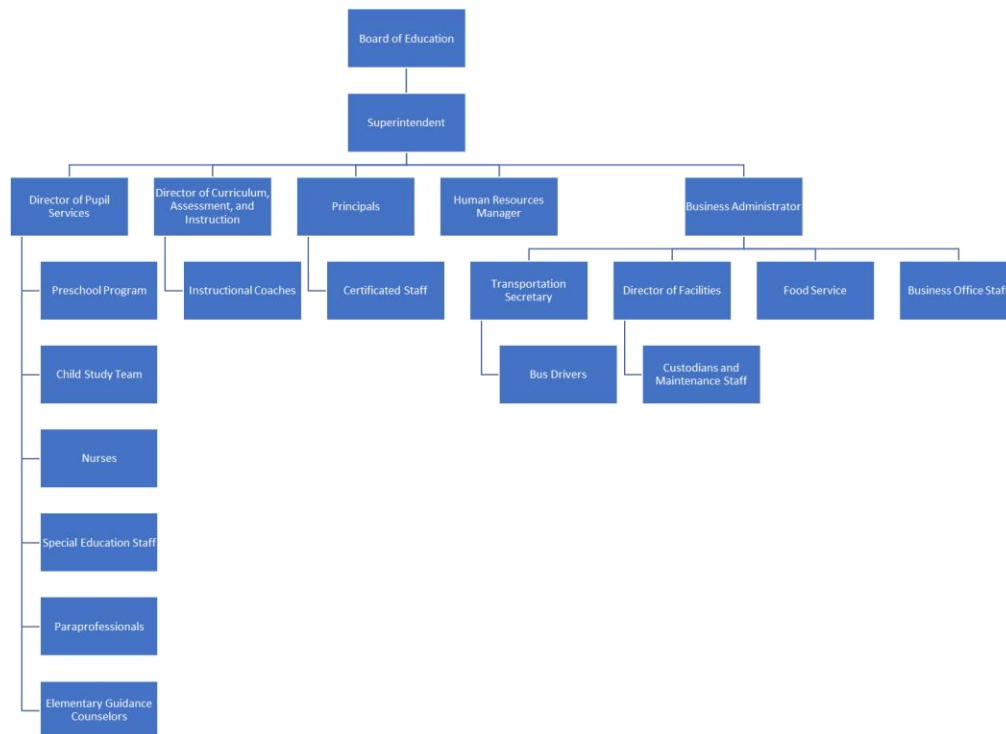 Board of Education
Superintendent
Director of Pupil
Services
Director of Curriculum,
Assessment, and
Instruction
Principals
Human Resources
Manager
Business Administrator
Preschool Program
Instructional Coaches
Certificated Staff
Transportation
Secretary
Director of Facilities
Food Service
Business Office Staff
Child Study Team
Bus Drivers
Custodians and
Maintenance Staff
Nurses
Special Education Staff
Paraprofessionals
Elementary Guidance
Counselors